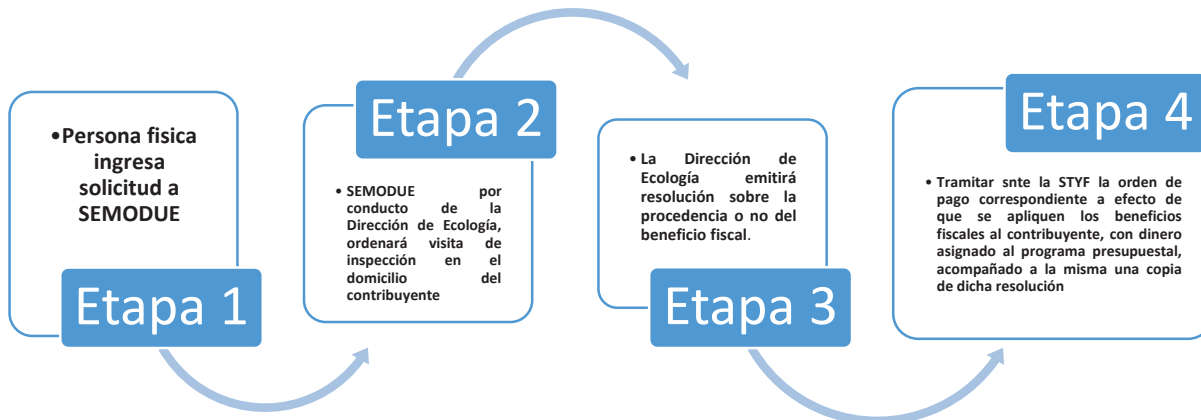 •Persona fisica
ingresa
solicitud a
SEMODUE
Etapa 1
Etapa 2
• SEMODUE por
conducto de la
Dirección de Ecología,
ordenará visita de
inspección en el
domicilio del
contribuyente
• La Dirección de
Ecología emitirá
resolución sobre la
procedencia o no del
beneficio fiscal.
Etapa 3
Etapa 4
• Tramitar snte la STYF la orden de
pago correspondiente a efecto de
que se apliquen los beneficios
fiscales al contribuyente, con dinero
asignado al programa presupuestal,
acompañado a la misma una copia
de dicha resolución